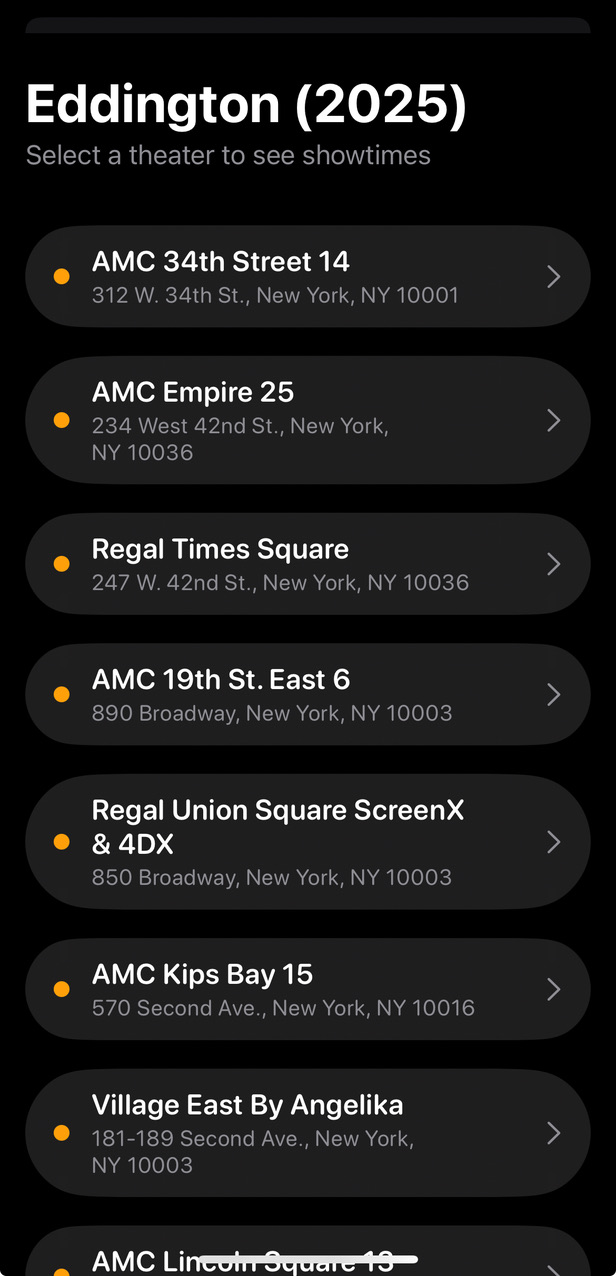 Eddington (2025)
Select a theater to see showtimes
AMC 34th Street 14
312 W. 34th St., New York, NY 10001
AMC Empire 25
234 West 42nd St., New York,
NY 10036
Regal Times Square
247 W. 42nd St., New York, NY 10036
AMC 19th St. East 6
890 Broadway, New York, NY 10003
Regal Union Square ScreenX
& 4DX
850 Broadway, New York, NY 10003
AMC Kips Bay 15
570 Second Ave., New York, NY 10016
Village East By Angelika
181-189 Second Ave., New York,
NY 10003
AMC Lincoln Square 13